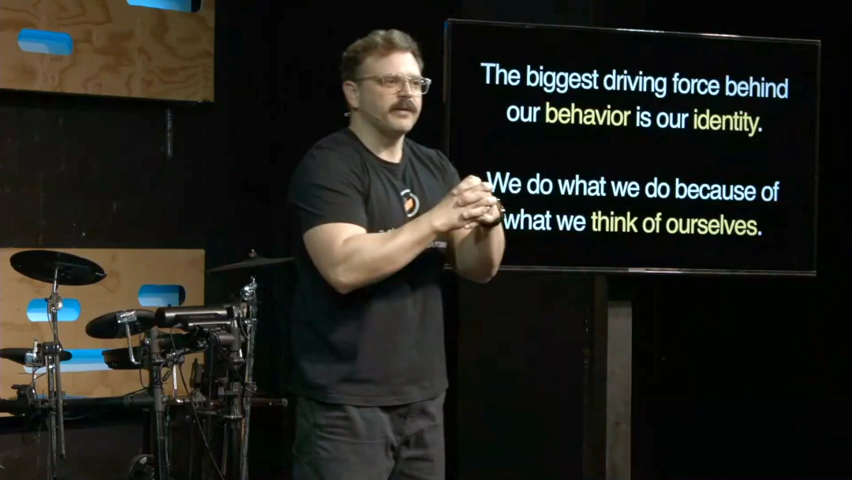 The biggest driving force behind
our behavior is our identity.
We do what we do because of
what we think of ourselves.